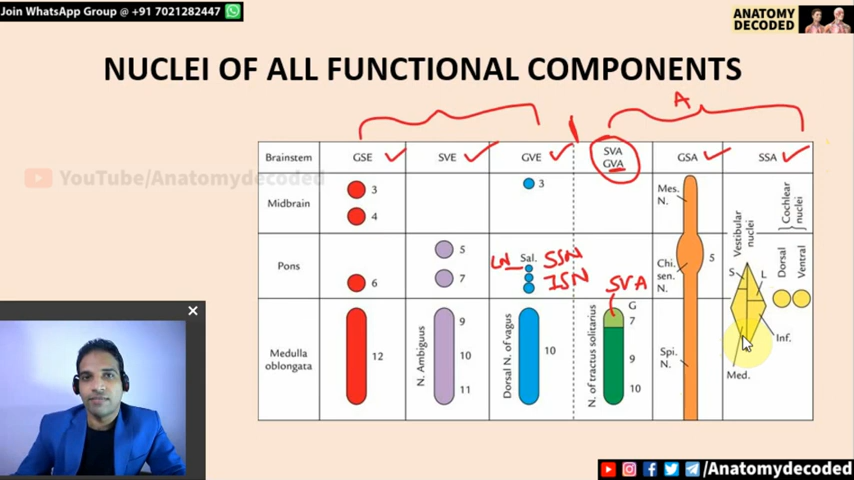 Join WhatsApp Group @ +91 7021282447
ANATOMY
DECODED
NUCLEI OF ALL FUNCTIONAL COMPONENTS
A
Brainstem
GSE
SVE
GVE
SVA
GVA
GSA
SSA
YouTube/Anatomydecoded
Midbrain
3
4
3
Mes.
N.
Vestibular
nuclei
Cochlear
nuclei
Pons
6
5
7
LN
Sal.
SSN
ISN
SVA
Chi.
sen.
N.
5
S
L
Dorsal
Ventral
Medulla
oblongata
12
N. Ambiguus
9
10
11
Dorsal N. of vagus
10
N. of tractus solitarius
G
7
9
10
Spi.
N.
Inf.
Med.
/Anatomydecoded